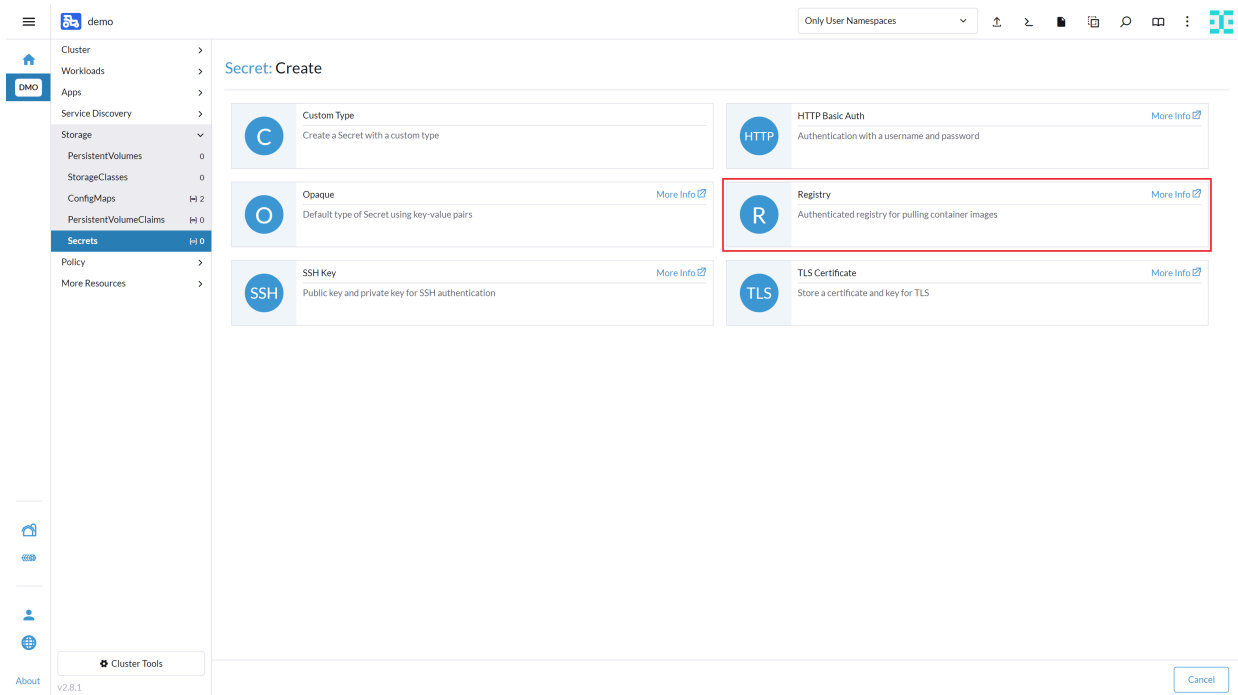 demo
Only User Namespaces
DMO
Cluster
Workloads
Apps
Service Discovery
Storage
PersistentVolumes 0
StorageClasses 0
ConfigMaps 2
PersistentVolumeClaims 0
Secrets 0
Policy
More Resources
Cluster Tools
v2.8.1
About
Secret: Create
C
Custom Type
Create a Secret with a custom type
HTTP
HTTP Basic Auth More Info
Authentication with a username and password
O
Opaque More Info
Default type of Secret using key-value pairs
R
Registry More Info
Authenticated registry for pulling container images
SSH
SSH Key More Info
Public key and private key for SSH authentication
TLS
TLS Certificate More Info
Store a certificate and key for TLS
Cancel